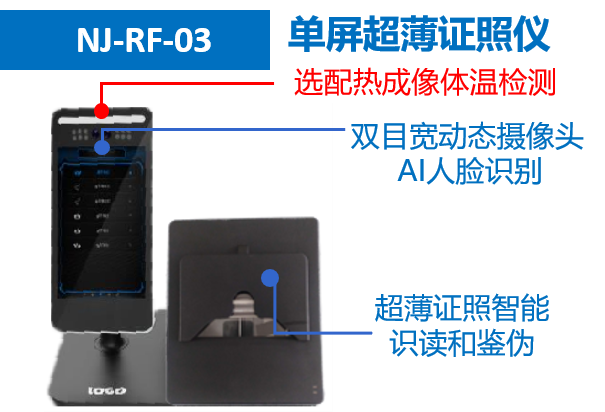 NJ-RF-03
单屏超薄证照仪
选配热成像体温检测
双目宽动态摄像头
AI人脸识别
超薄证照智能
识读和鉴伪
LOGO